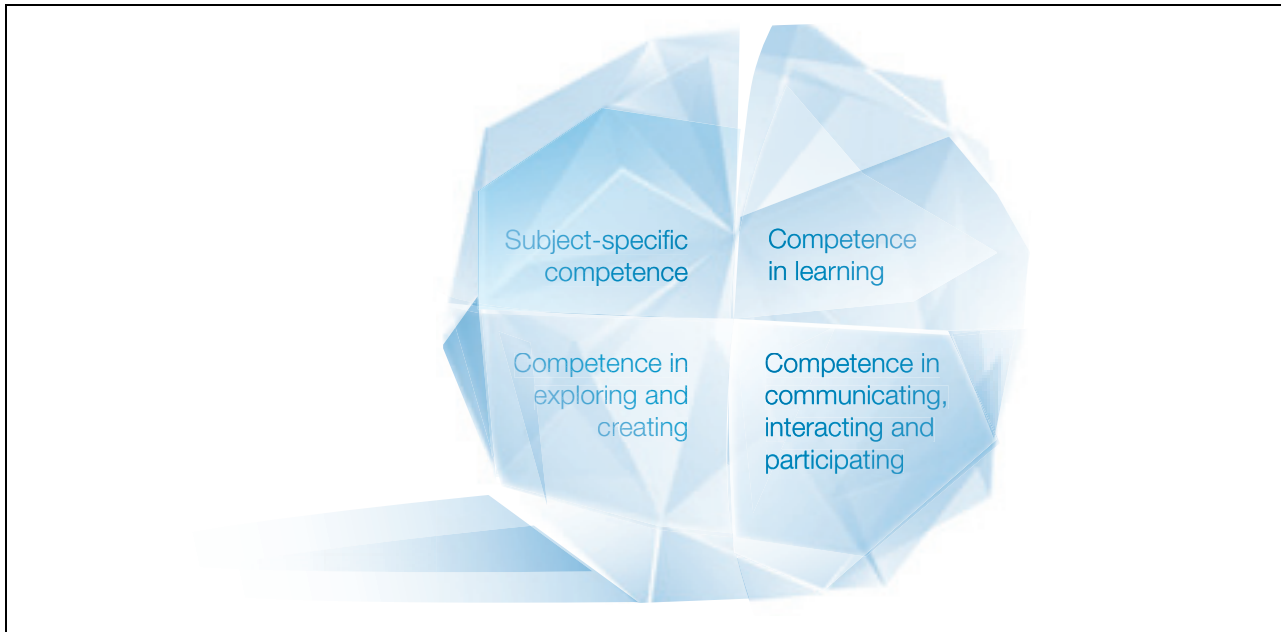 Subject-specific
competence
Competence
in learning
Competence in
exploring and
creating
Competence in
communicating,
interacting and
participating